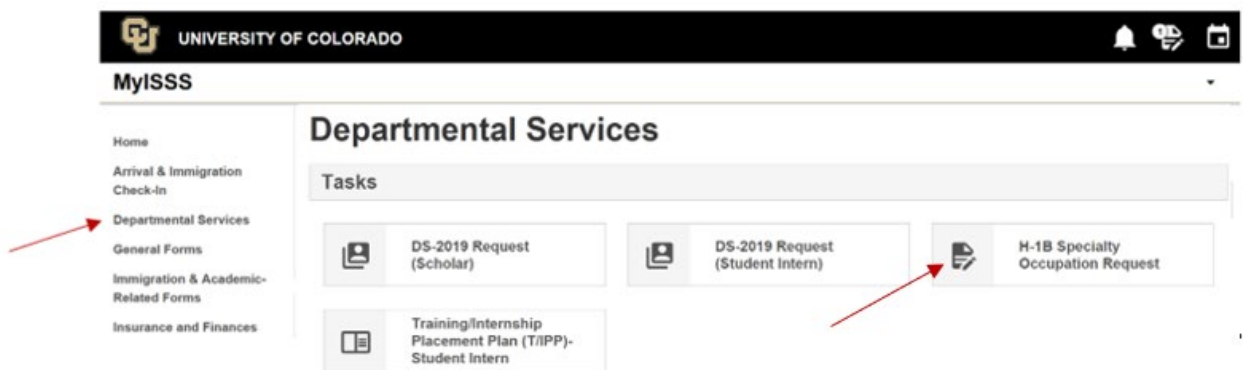 UNIVERSITY OF COLORADO
MyISSS
Home
Arrival & Immigration
Check-In
Departmental Services
General Forms
Immigration & Academic-
Related Forms
Insurance and Finances
Departmental Services
Tasks
DS-2019 Request
(Scholar)
DS-2019 Request
(Student Intern)
H-1B Specialty
Occupation Request
Training/Internship
Placement Plan (T/IPP)-
Student Intern